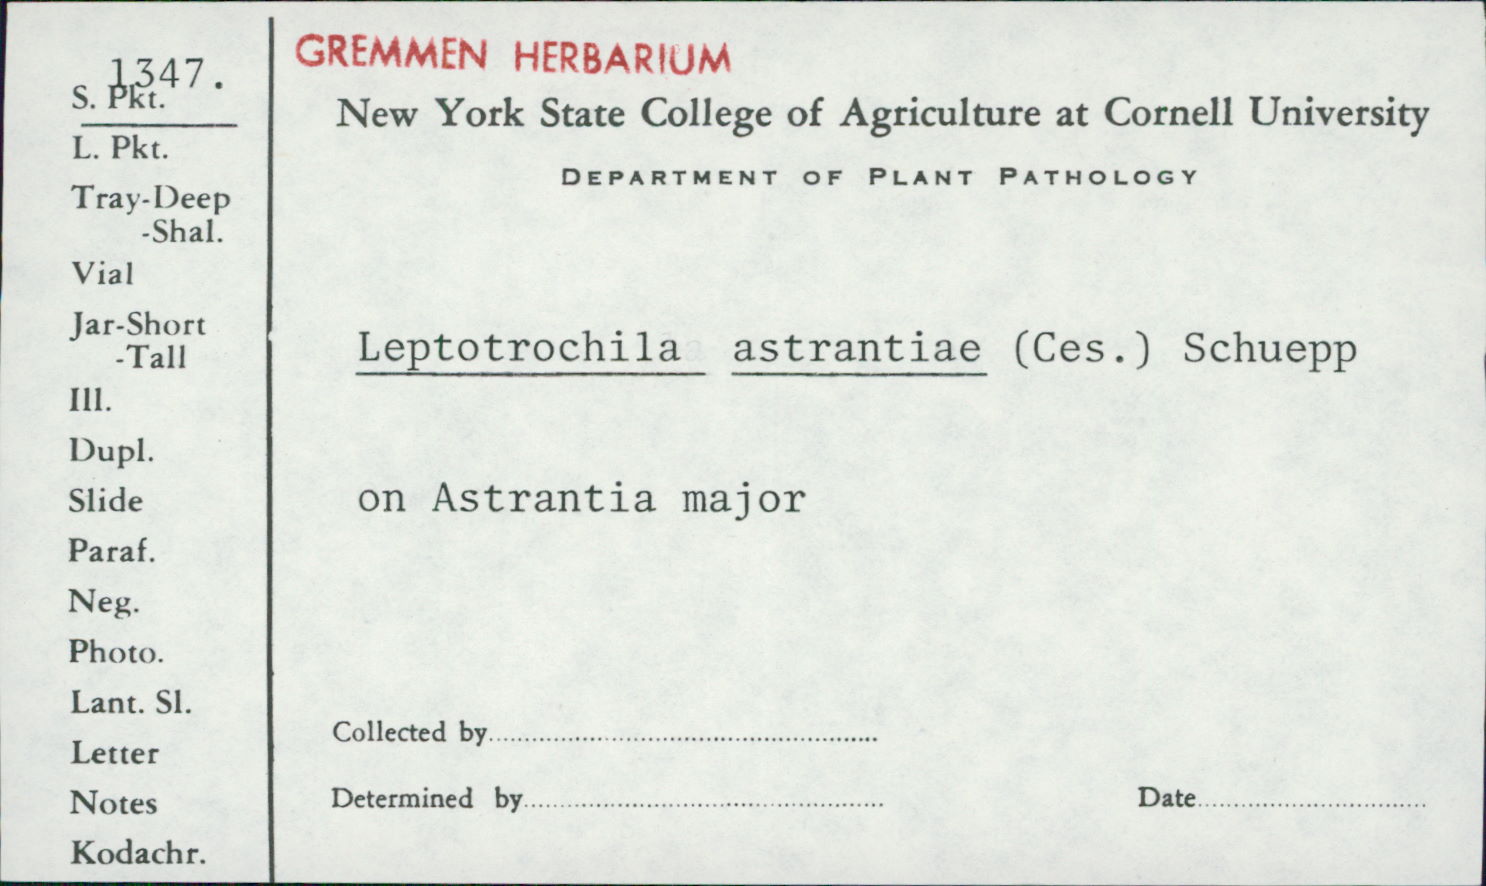 1347.
S. Pkt.
L. Pkt.
Tray-Deep
-Shal.
Vial
Jar-Short
-Tall
Ill.
Dupl.
Slide
Paraf.
Neg.
Photo.
Lant. Sl.
Letter
Notes
Kodachr.
GREMMEN HERBARIUM
New York State College of Agriculture at Cornell University
DEPARTMENT OF PLANT PATHOLOGY
Leptotrochila astrantiae (Ces.) Schuepp
on Astrantia major
Collected by
Determined by
Date